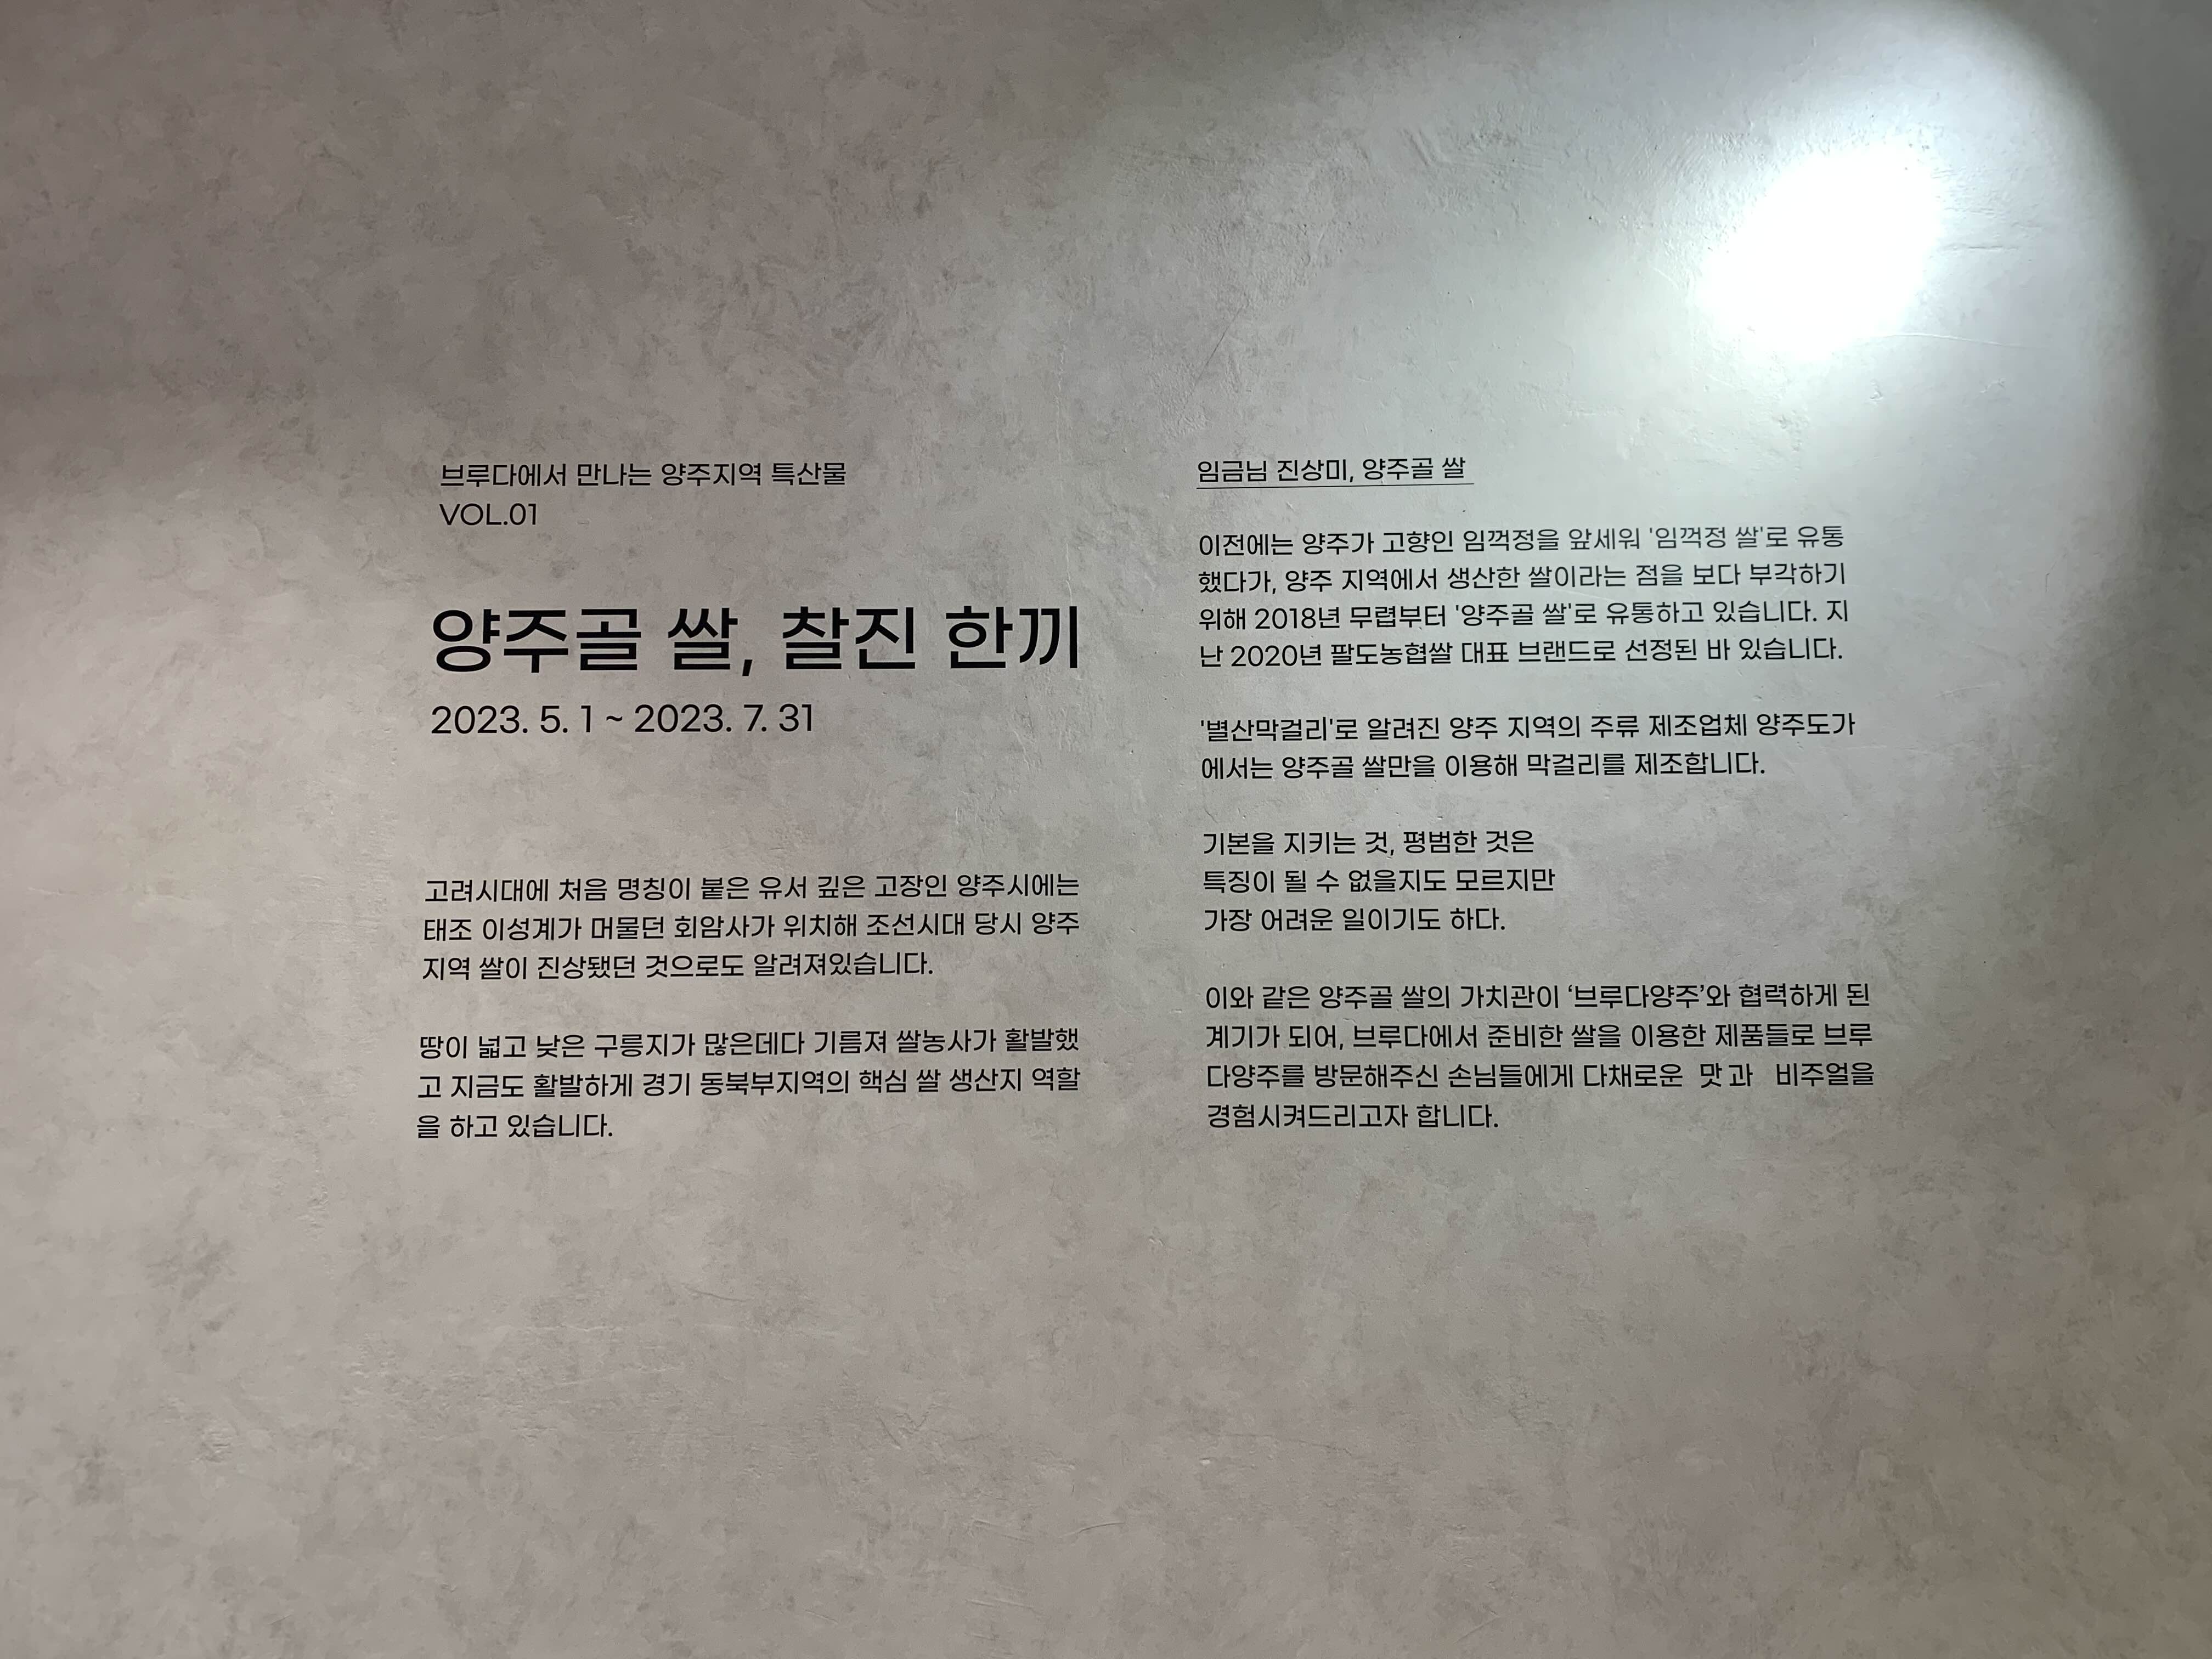 브루다에서 만나는 양주지역 특산물
VOL.01
양주골 쌀, 찰진 한끼
2023. 5. 1 ~ 2023. 7. 31
고려시대에 처음 명칭이 붙은 유서 깊은 고장인 양주시에는
태조 이성계가 머물던 회암사가 위치해 조선시대 당시 양주
지역 쌀이 진상됐던 것으로도 알려져있습니다.
땅이 넓고 낮은 구릉지가 많은데다 기름져 쌀농사가 활발했
고 지금도 활발하게 경기 동북부지역의 핵심 쌀 생산지 역할
을 하고 있습니다.
임금님 진상미, 양주골 쌀
이전에는 양주가 고향인 임꺽정을 앞세워 '임꺽정 쌀'로 유통
했다가, 양주 지역에서 생산한 쌀이라는 점을 보다 부각하기
위해 2018년 무렵부터 '양주골 쌀'로 유통하고 있습니다. 지
난 2020년 팔도농협쌀 대표 브랜드로 선정된 바 있습니다.
'별산막걸리'로 알려진 양주 지역의 주류 제조업체 양주도가
에서는 양주골 쌀만을 이용해 막걸리를 제조합니다.
기본을 지키는 것, 평범한 것은
특징이 될 수 없을지도 모르지만
가장 어려운 일이기도 하다.
이와 같은 양주골 쌀의 가치관이 ‘브루다양주’와 협력하게 된
계기가 되어, 브루다에서 준비한 쌀을 이용한 제품들로 브루
다양주를 방문해주신 손님들에게 다채로운 맛과 비주얼을
경험시켜드리고자 합니다.